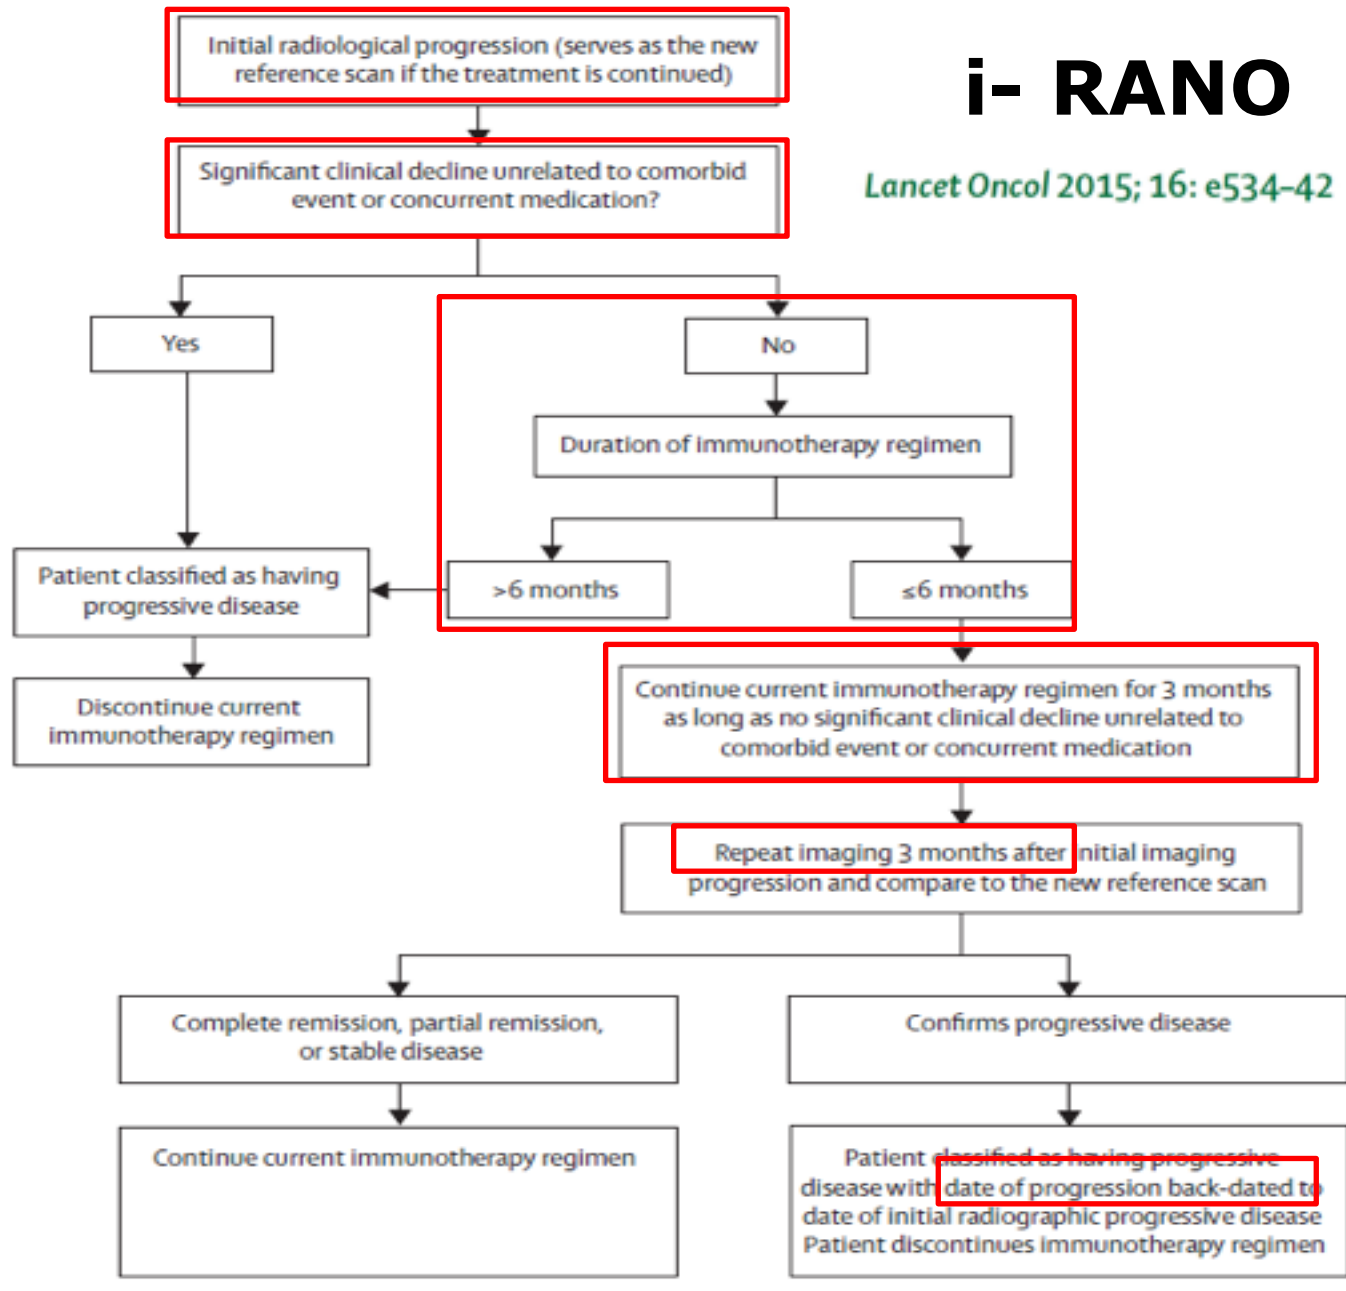 Initial radiological progression (serves as the new
reference scan if the treatment is continued)
i- RANO
Lancet Oncol 2015; 16: e534–42
Significant clinical decline unrelated to comorbid
event or concurrent medication?
Yes
No
Duration of immunotherapy regimen
>6 months
≤6 months
Patient classified as having
progressive disease
Discontinue current
immunotherapy regimen
Continue current immunotherapy regimen for 3 months
as long as no significant clinical decline unrelated to
comorbid event or concurrent medication
Repeat imaging 3 months after initial imaging
progression and compare to the new reference scan
Complete remission, partial remission,
or stable disease
Confirms progressive disease
Continue current immunotherapy regimen
Patient classified as having progressive
disease with date of progression back-dated to
date of initial radiographic progressive disease
Patient discontinues immunotherapy regimen